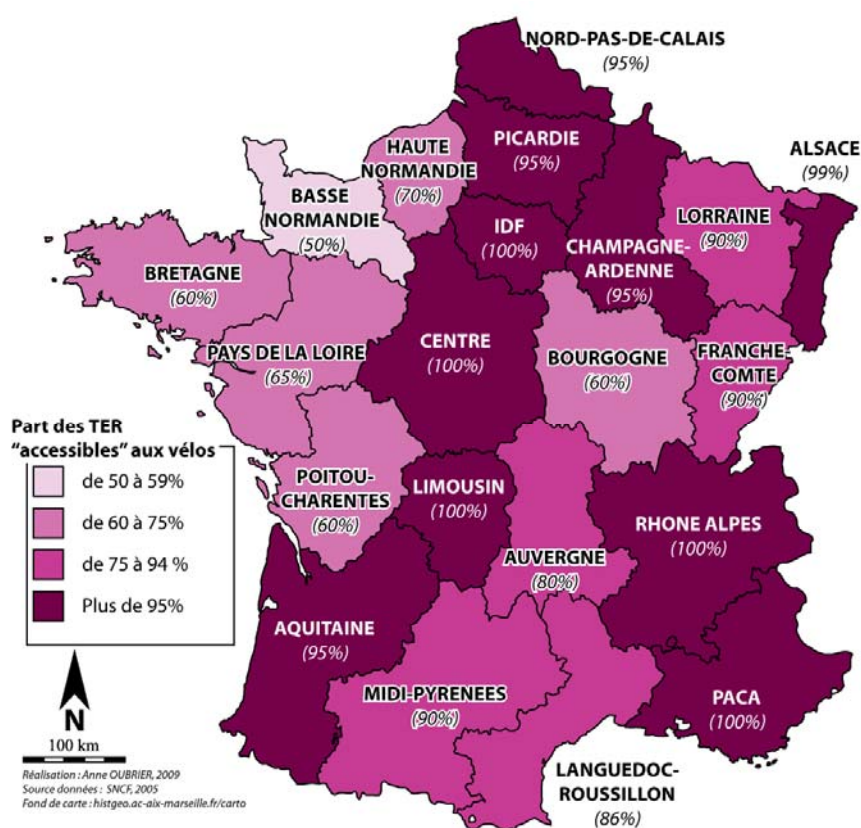 NORD-PAS-DE-CALAIS
(95%)
HAUTE
NORMANDIE
(70%)
PICARDIE
(95%)
ALSACE
(99%)
BASSE
NORMANDIE
(50%)
IDF
(100%)
LORRAINE
(90%)
CHAMPAGNE-
ARDENNE
(95%)
BRETAGNE
(60%)
PAYS DE LA LOIRE
(65%)
CENTRE
(100%)
BOURGOGNE
(60%)
FRANCHE-
COMTE
(90%)
Part des TER
"accessibles" aux vélos
de 50 à 59%
de 60 à 75%
de 75 à 94 %
Plus de 95%
POITOU-
CHARENTES
(60%)
LIMOUSIN
(100%)
AUVERGNE
(80%)
RHONE ALPES
(100%)
AQUITAINE
(95%)
MIDI-PYRENEES
(90%)
PACA
(100%)
LANGUEDOC-
ROUSSILLON
(86%)
N
100 km
Réalisation : Anne OUBRIER, 2009
Source données : SNCF, 2005
Fond de carte : histgeo.ac-aix-marseille.fr/carto